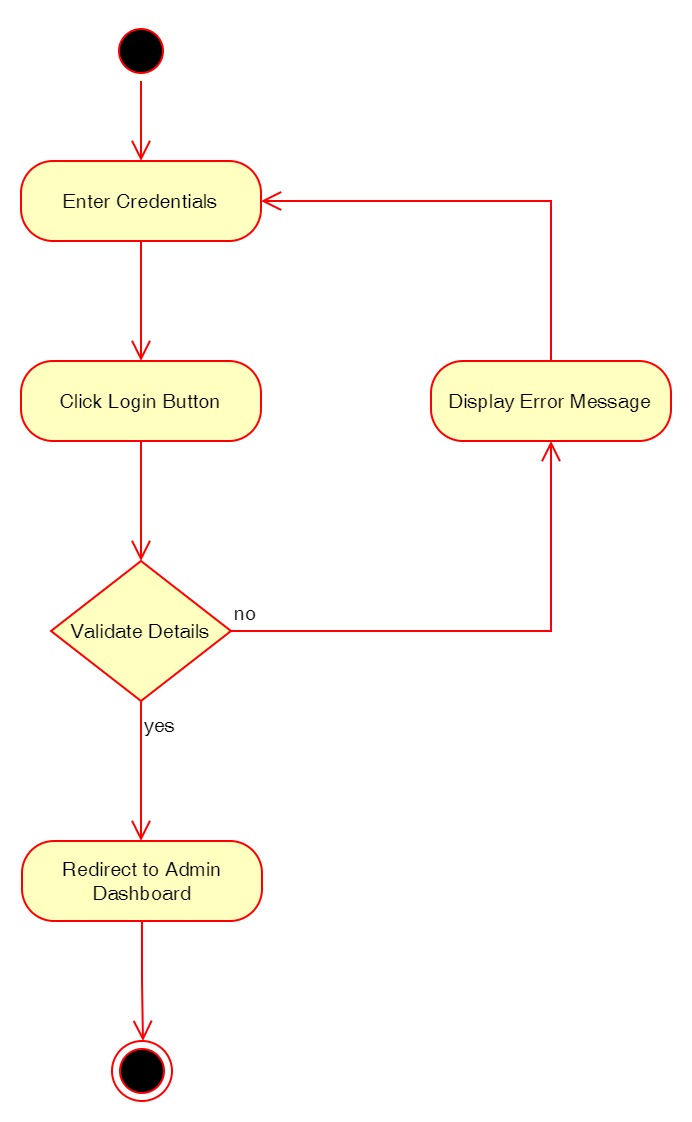 Enter Credentials
Click Login Button
Display Error Message
Validate Details
no
yes
Redirect to Admin
Dashboard